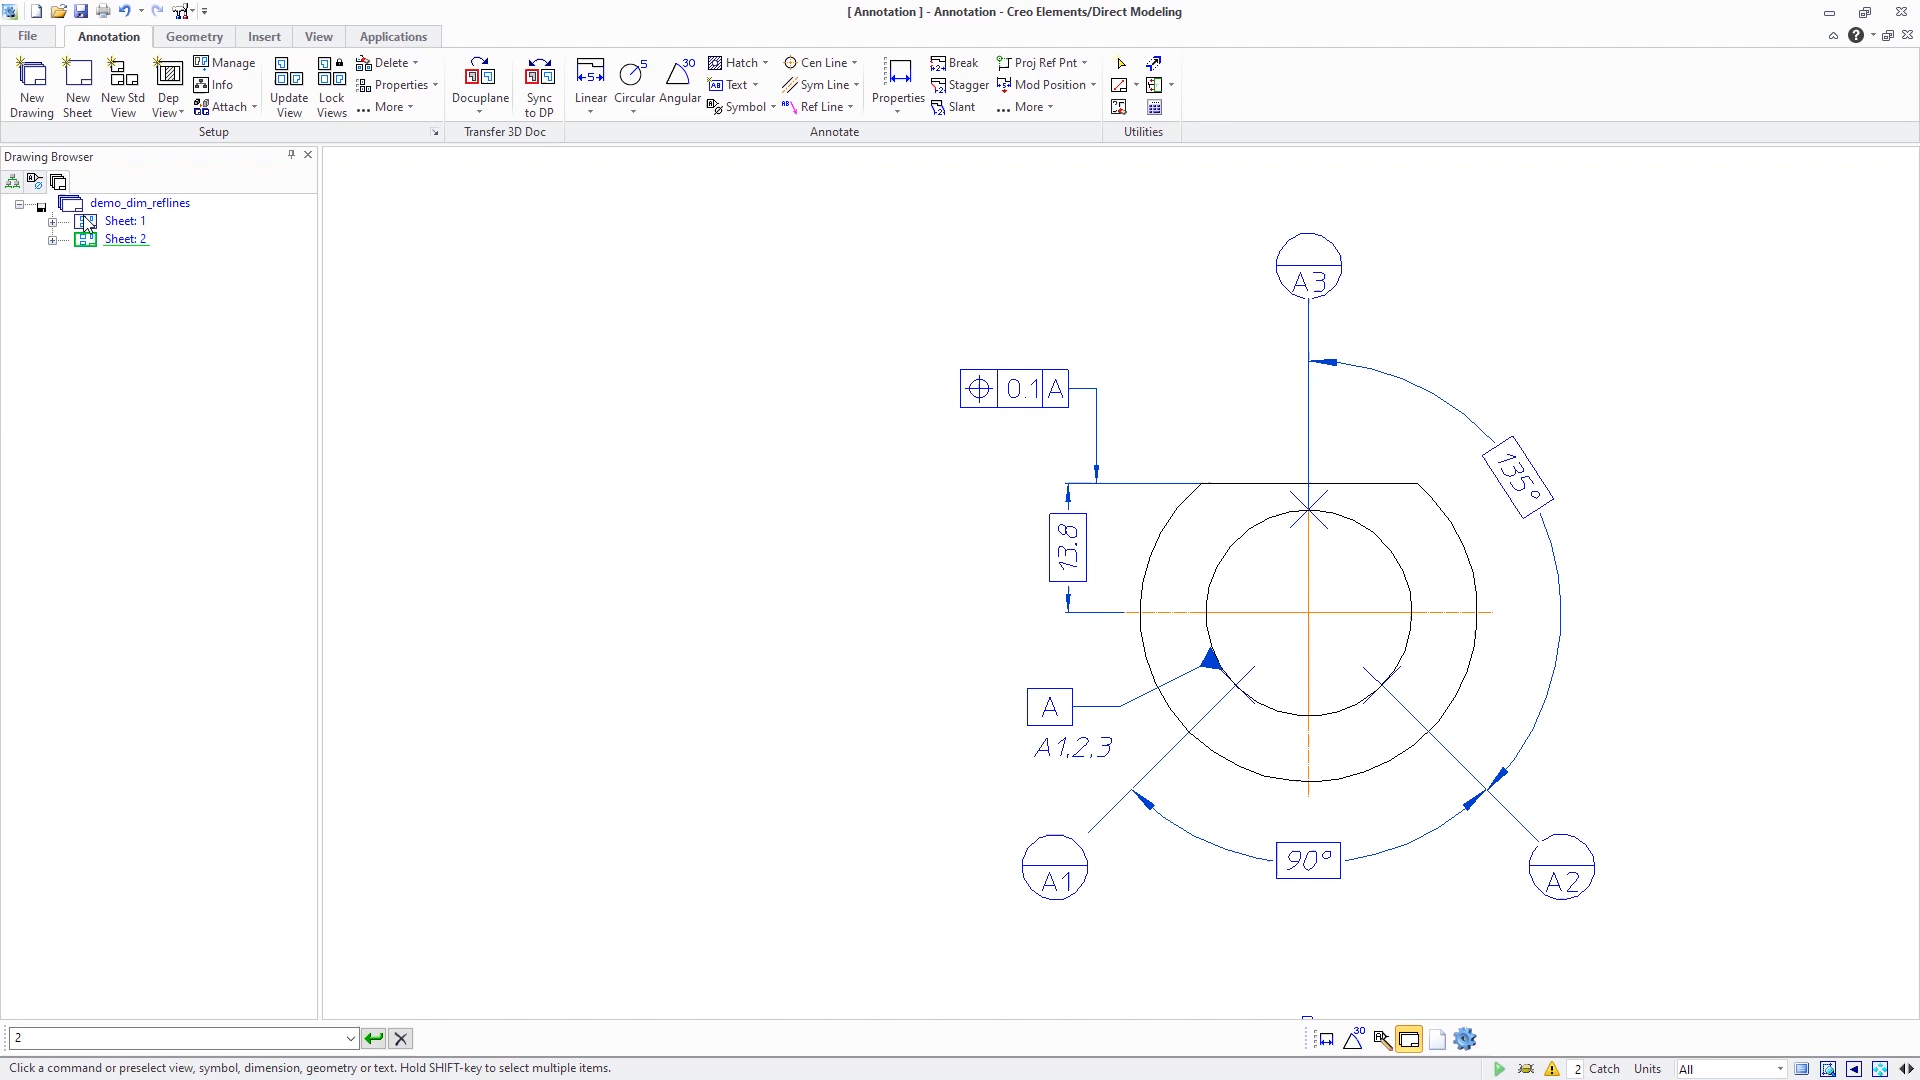 [ Annotation ] - Annotation - Creo Elements/Direct Modeling
File
Annotation
Geometry
Insert
View
Applications
New Drawing
New Sheet
New Std View
Dep View
Manage
Info
Attach
Update View
Lock Views
Delete
Properties
... More
Setup
Docuplane
Sync to DP
Transfer 3D Doc
5
Linear
5
Circular
30
Angular
Hatch
Text
Symbol
Cen Line
Sym Line
Ref Line
Properties
Break
Stagger
Slant
Proj Ref Pnt
Mod Position
... More
Annotate
Utilities
Drawing Browser
demo_dim_reflines
Sheet: 1
Sheet: 2
A3
0.1 A
135°
13.8
A
A1,2,3
A1
90°
A2
2
30
Click a command or preselect view, symbol, dimension, geometry or text. Hold SHIFT-key to select multiple items.
2 Catch
Units
All